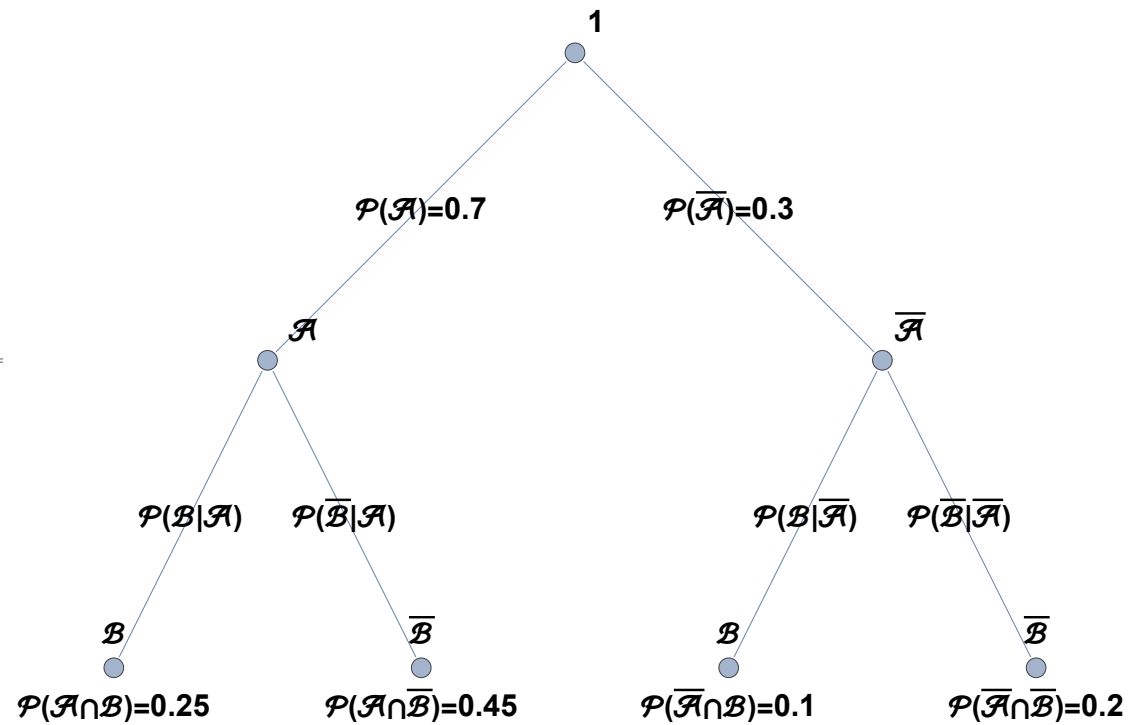 1
𝒫(𝒜)=0.7 𝒫(𝒜̅)=0.3
𝒜 𝒜̅
𝒫(ℬ|𝒜) 𝒫(ℬ̅|𝒜) 𝒫(ℬ|𝒜̅) 𝒫(ℬ̅|𝒜̅)
ℬ ℬ̅ ℬ ℬ̅
𝒫(𝒜∩ℬ)=0.25 𝒫(𝒜∩ℬ̅)=0.45 𝒫(𝒜̅∩ℬ)=0.1 𝒫(𝒜̅∩ℬ̅)=0.2